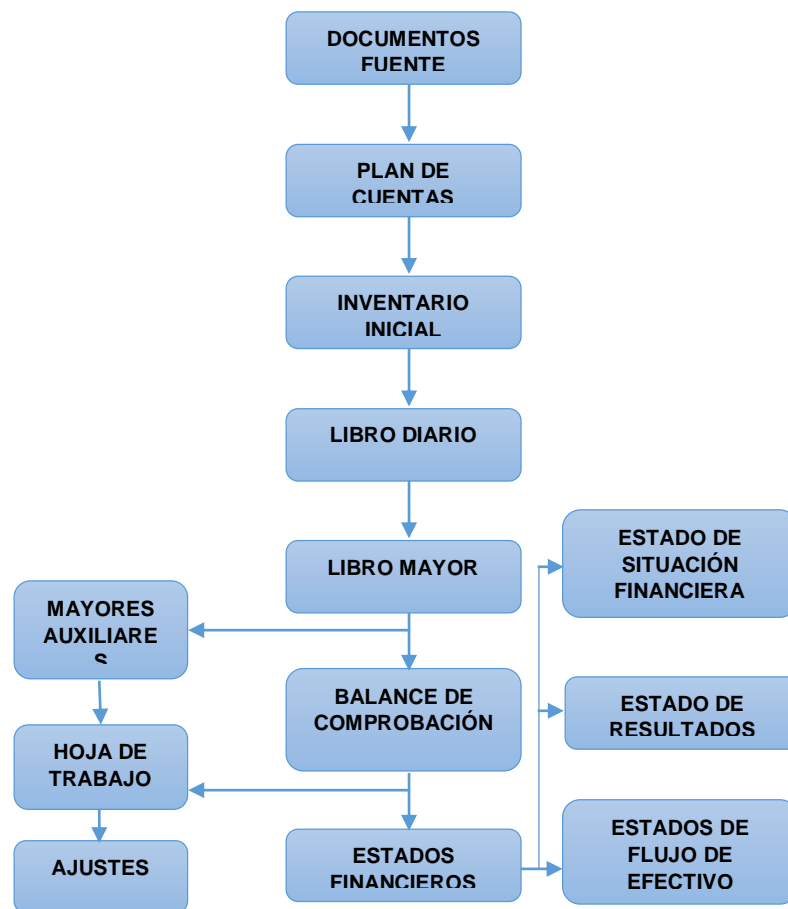 DOCUMENTOS
FUENTE
PLAN DE
CUENTAS
INVENTARIO
INICIAL
LIBRO DIARIO
LIBRO MAYOR
ESTADO DE
SITUACIÓN
FINANCIERA
MAYORES
AUXILIARE
S
BALANCE DE
COMPROBACIÓN
ESTADO DE
RESULTADOS
HOJA DE
TRABAJO
ESTADOS DE
FLUJO DE
EFECTIVO
AJUSTES
ESTADOS
FINANCIEROS